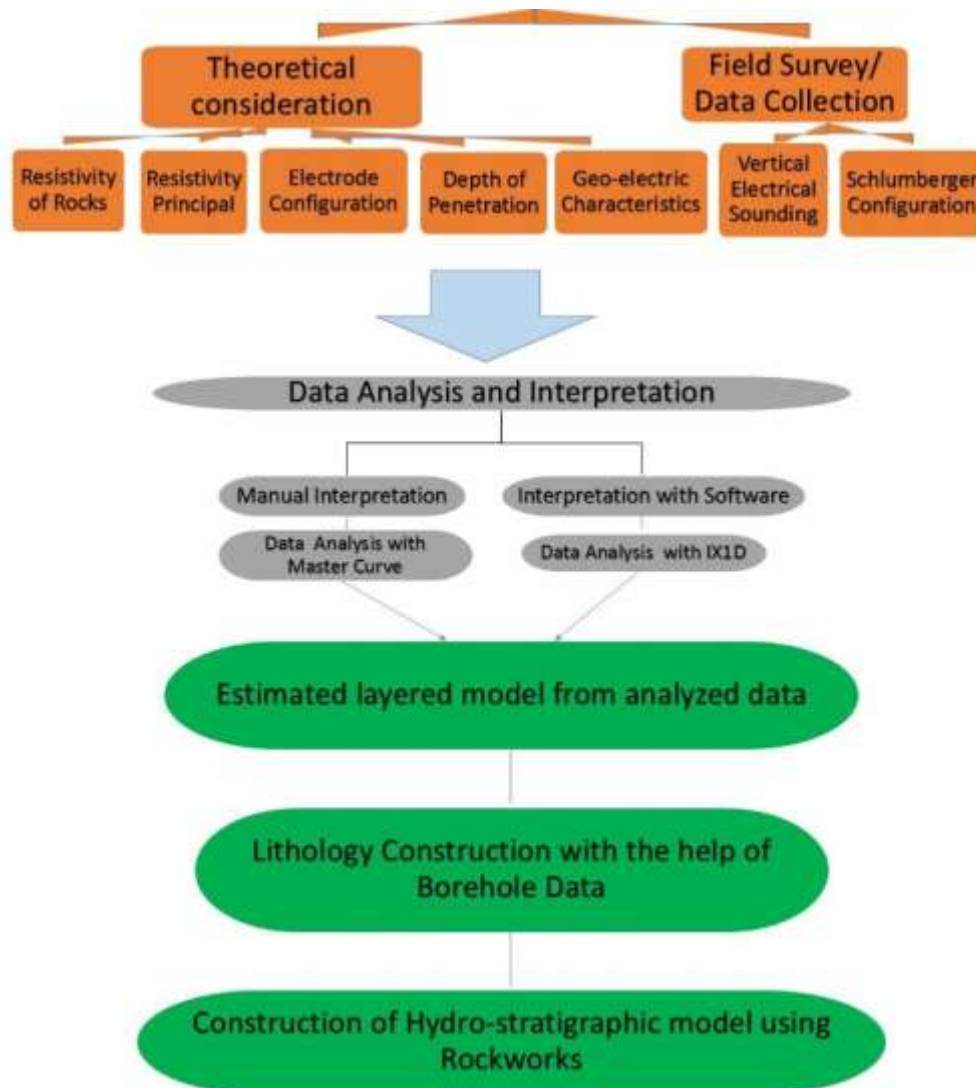 Theoretical
consideration
Field Survey/
Data Collection
Resistivity
of Rocks
Resistivity
Principal
Electrode
Configuration
Depth of
Penetration
Geo-electric
Characteristics
Vertical
Electrical
Sounding
Schlumberger
Configuration
Data Analysis and Interpretation
Manual Interpretation
Interpretation with Software
Data Analysis with
Master Curve
Data Analysis with IX1D
Estimated layered model from analyzed data
Lithology Construction with the help of
Borehole Data
Construction of Hydro-stratigraphic model using
Rockworks